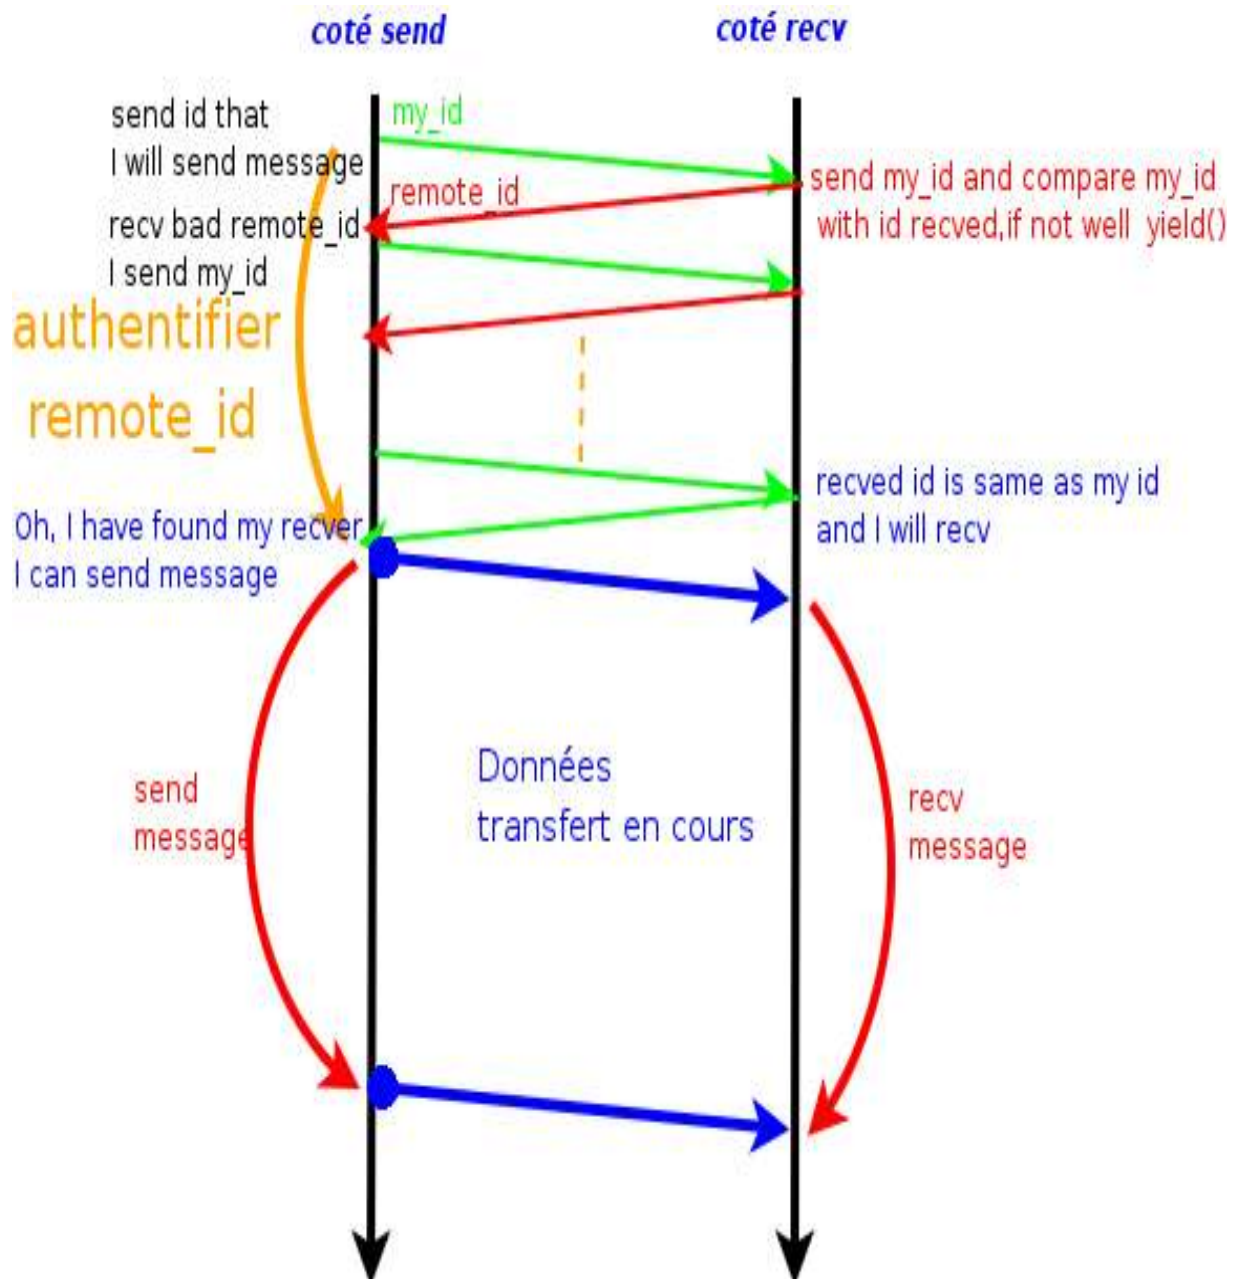 coté send
coté recv
send id that
I will send message
my_id
remote_id
send my_id and compare my_id
with id recved,if not well yield()
recv bad remote_id
I send my_id
authentifier
remote_id
recved id is same as my id
and I will recv
Oh, I have found my recver
I can send message
Données
transfert en cours
send
message
recv
message